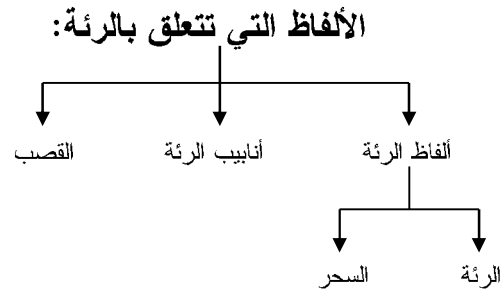 الألفاظ التي تتعلق بالرئة:
ألفاظ الرئة
أنابيب الرئة
القصب
الرئة
السحر